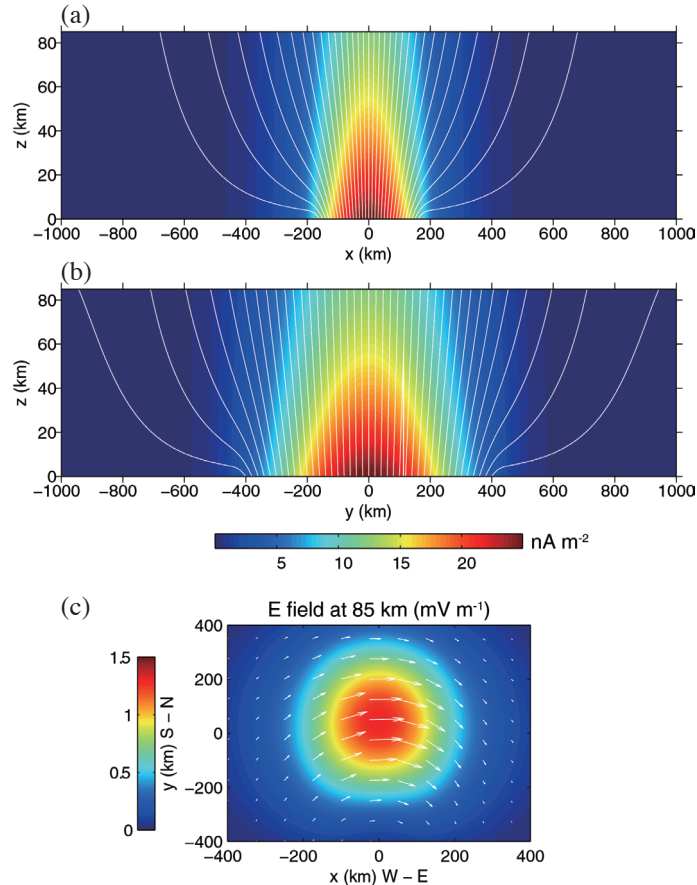 (a)
80
60
40
20
0
z (km)
−1000 −800 −600 −400 −200 0 200 400 600 800 1000
x (km)
(b)
80
60
40
20
0
z (km)
−1000 −800 −600 −400 −200 0 200 400 600 800 1000
y (km)
5 10 15 20
nA m-2
(c)
E field at 85 km (mV m-1)
1.5
1
0.5
0
y (km) S − N
400
200
0
−200
−400
−400 −200 0 200 400
x (km) W − E